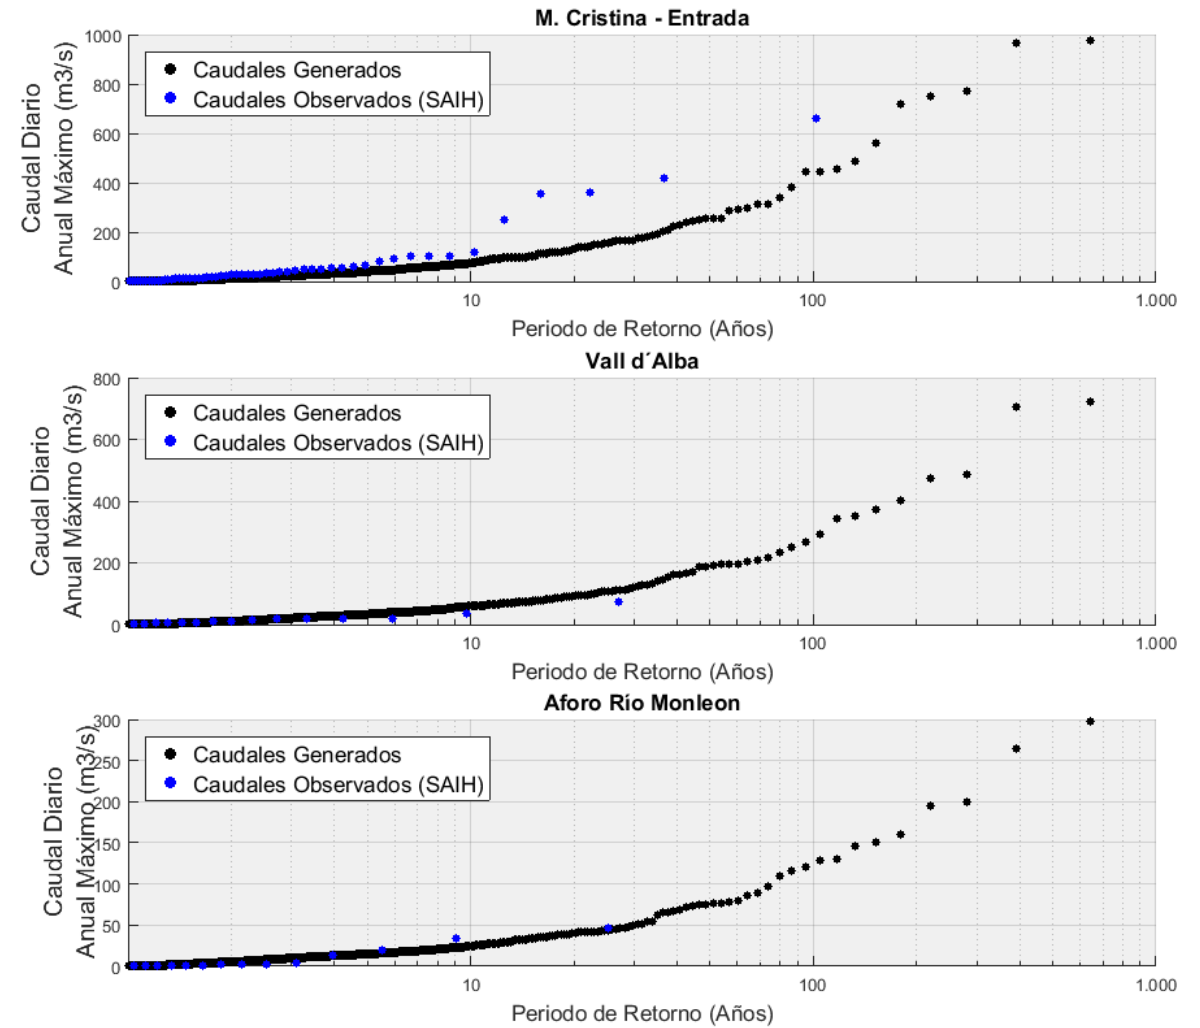 M. Cristina - Entrada
Caudal Diario
Anual Máximo (m3/s)
1000
800
600
400
200
0
Caudales Generados
Caudales Observados (SAIH)
10
100
1.000
Periodo de Retorno (Años)
Vall d´Alba
Caudal Diario
Anual Máximo (m3/s)
800
600
400
200
0
Caudales Generados
Caudales Observados (SAIH)
10
100
1.000
Periodo de Retorno (Años)
Aforo Rio Monleon
Caudal Diario
Anual Máximo (m3/s)
300
250
200
150
100
50
0
Caudales Generados
Caudales Observados (SAIH)
10
100
1.000
Periodo de Retorno (Años)